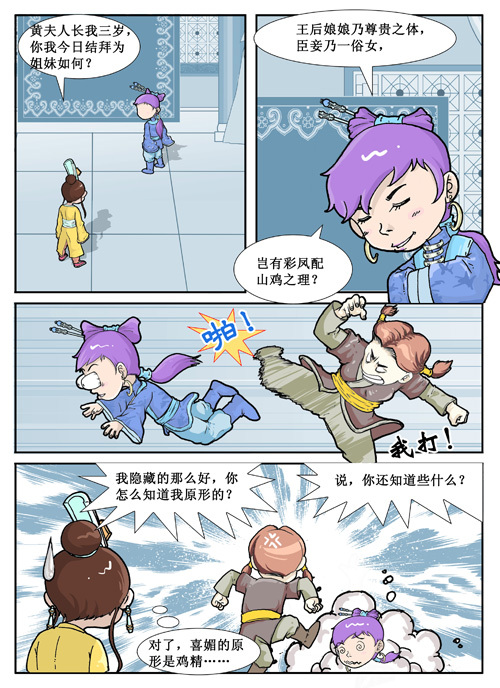 黄夫人长我三岁，
你我今日结拜为
姐妹如何？
王后娘娘乃尊贵之体，
臣妾乃一俗女，
岂有彩凤配
山鸡之理？
啪！
我打！
我隐藏的那么好，你
怎么知道我原形的？
说，你还知道些什么？
对了，喜媚的原
形是鸡精……